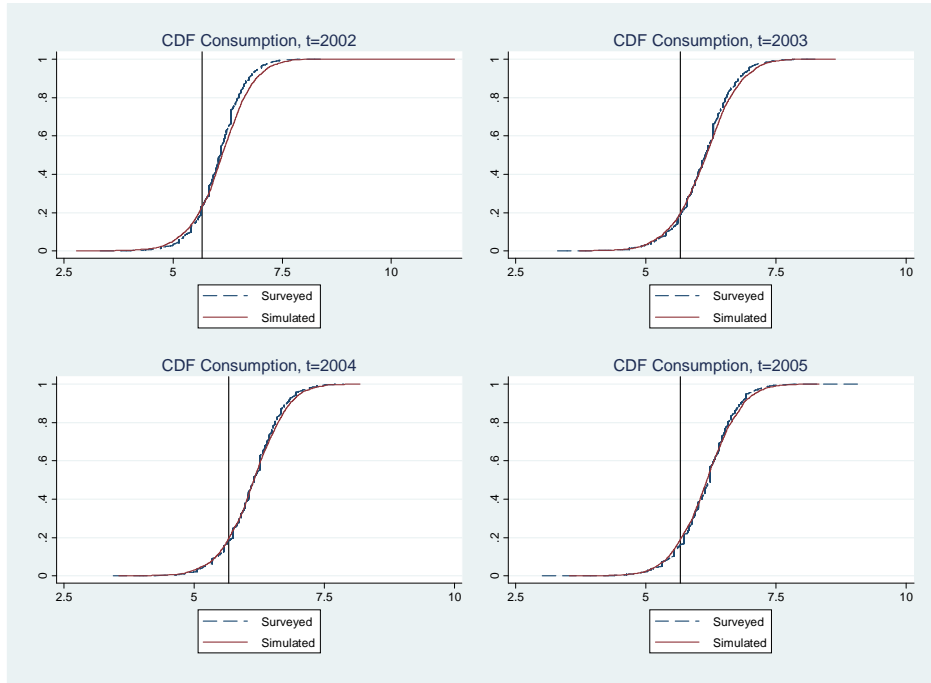 CDF Consumption, t=2002
1
.8
.6
.4
.2
0
2.5 5 7.5 10
Surveyed
Simulated
CDF Consumption, t=2003
1
.8
.6
.4
.2
0
2.5 5 7.5 10
Surveyed
Simulated
CDF Consumption, t=2004
1
.8
.6
.4
.2
0
2.5 5 7.5 10
Surveyed
Simulated
CDF Consumption, t=2005
1
.8
.6
.4
.2
0
2.5 5 7.5 10
Surveyed
Simulated